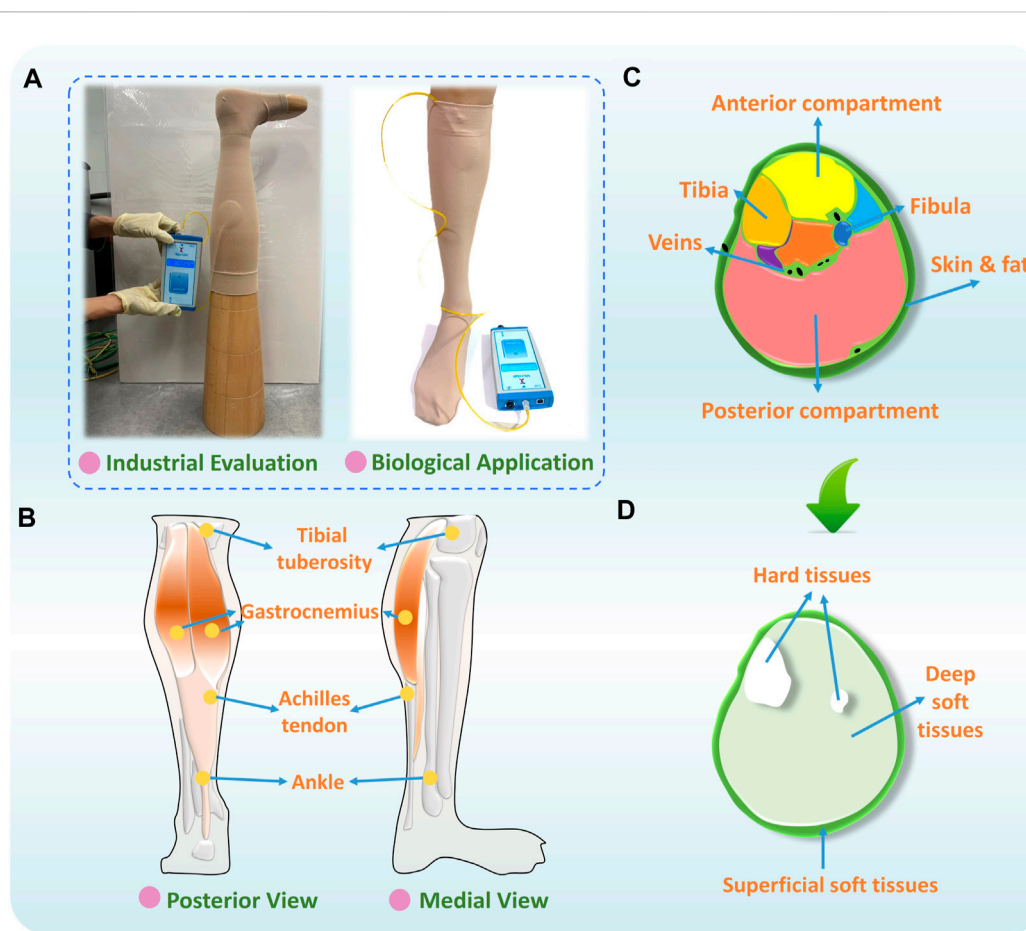 A
Industrial Evaluation
Biological Application
B
Tibial
tuberosity
Gastrocnemius
Achilles
tendon
Ankle
Posterior View
Medial View
C
Anterior compartment
Tibia
Fibula
Veins
Skin & fat
Posterior compartment
D
Hard tissues
Deep
soft
tissues
Superficial soft tissues